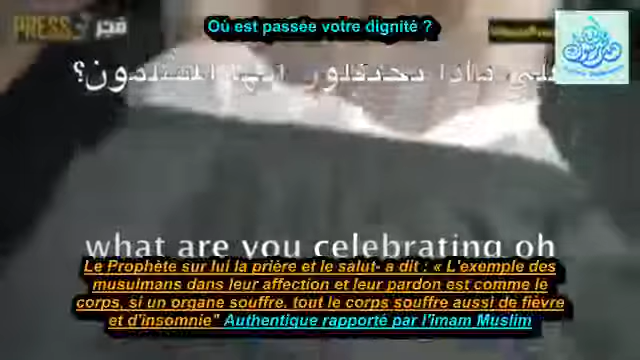 PRESS فجر
Où est passée votre dignité ?
ماذا تحتفلون أيها المسلمون؟
what are you celebrating oh
Le Prophète sur lui la prière et le salut- a dit : « L'exemple des
musulmans dans leur affection et leur pardon est comme le
corps, si un organe souffre, tout le corps souffre aussi de fièvre
et d'insomnie" Authentique rapporté par l'imam Muslim